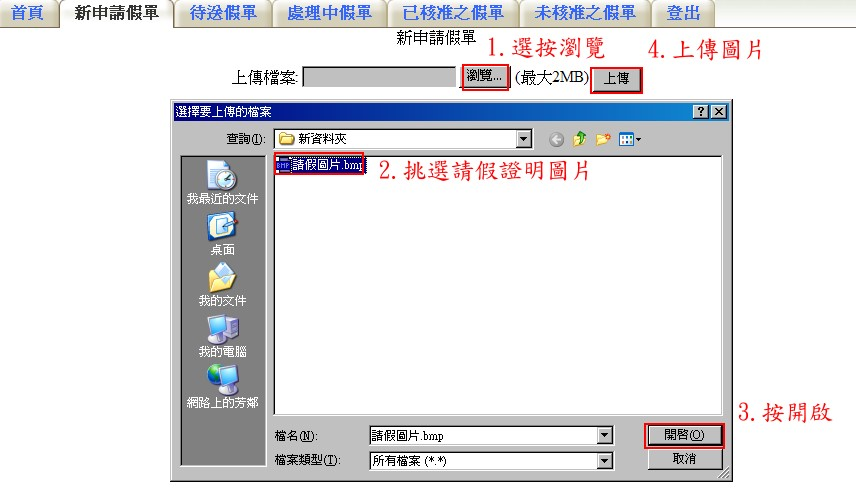 首頁 新申請假單 待送假單 處理中假單 已核准之假單 未核准之假單 登出
新申請假單
1.選按瀏覽 4.上傳圖片
上傳檔案: 瀏覽... (最大2MB) 上傳
選擇要上傳的檔案
查詢(I): 新資料夾
請假圖片.bmp 2.挑選請假證明圖片
我最近的文件
桌面
我的文件
我的電腦
網路上的芳鄰
3.按開啟
檔名(N): 請假圖片.bmp 開啟(O)
檔案類型(T): 所有檔案 (*.*) 取消